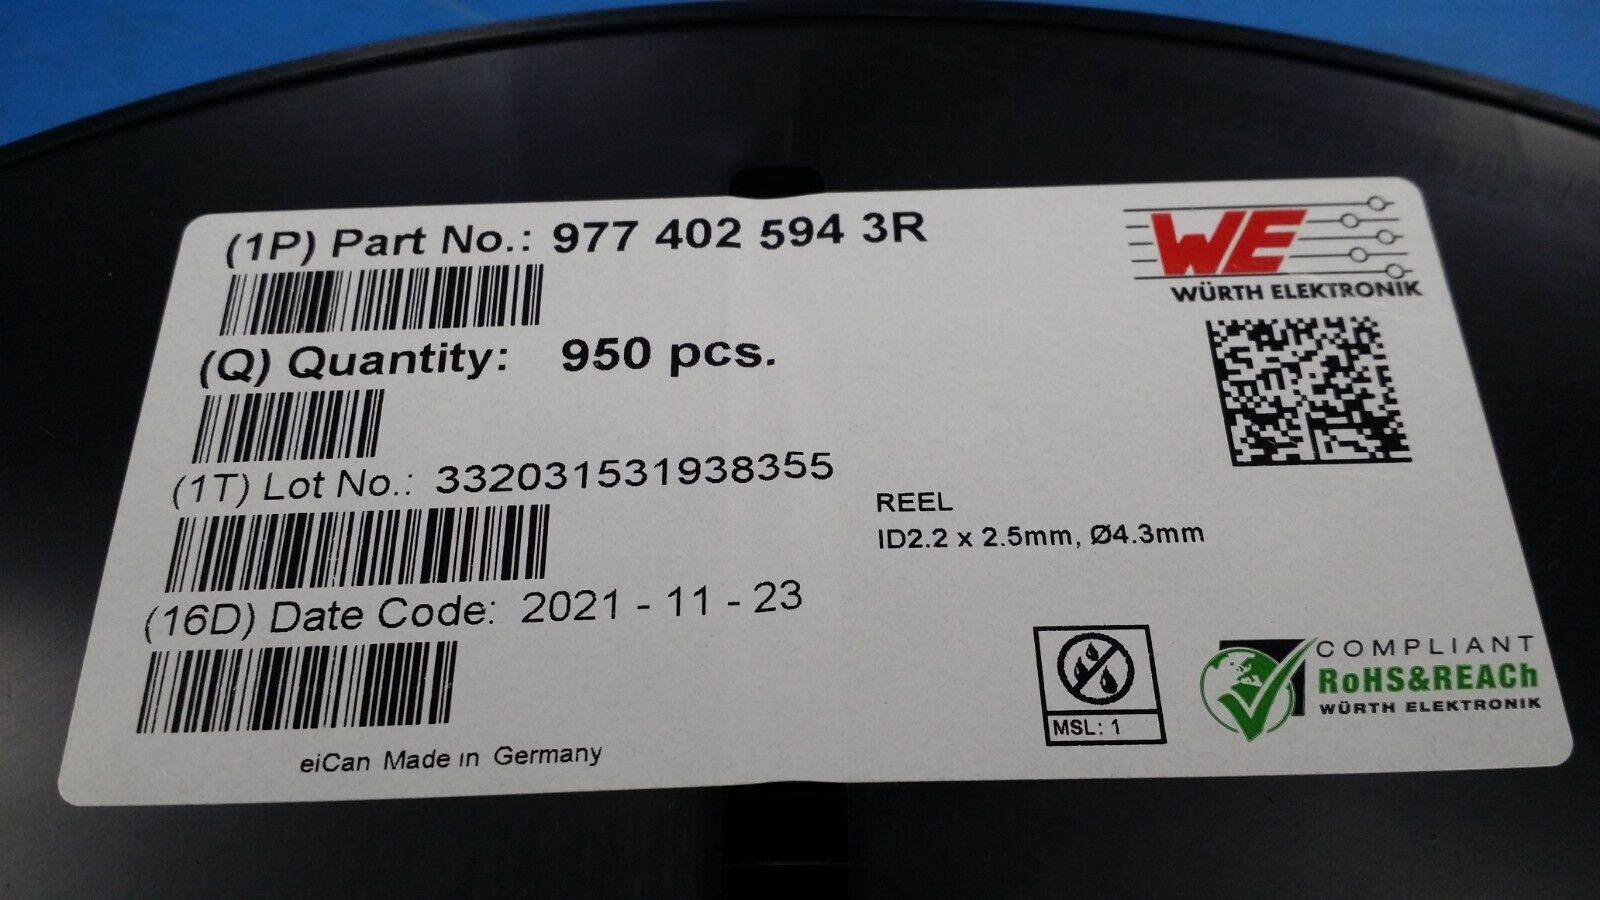 (1P) Part No.: 977 402 594 3R
WE
WÜRTH ELEKTRONIK
(Q) Quantity: 950 pcs.
(1T) Lot No.: 332031531938355
REEL
ID2.2 x 2.5mm, Ø4.3mm
(16D) Date Code: 2021 - 11 - 23
MSL: 1
COMPLIANT
RoHS&REACh
WÜRTH ELEKTRONIK
eiCan Made in Germany